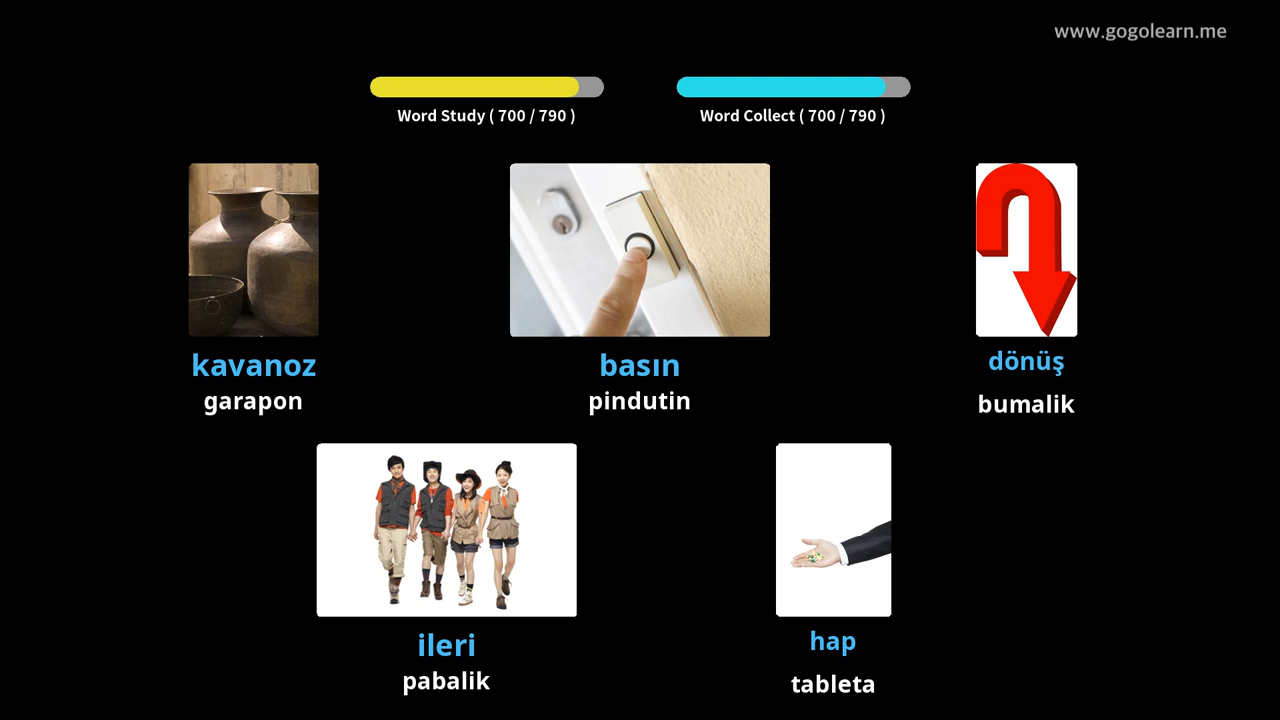 www.gogolearn.me
Word Study ( 700 / 790 )
Word Collect ( 700 / 790 )
kavanoz
garapon
basın
pindutin
dönüş
bumalik
ileri
pabalik
hap
tableta